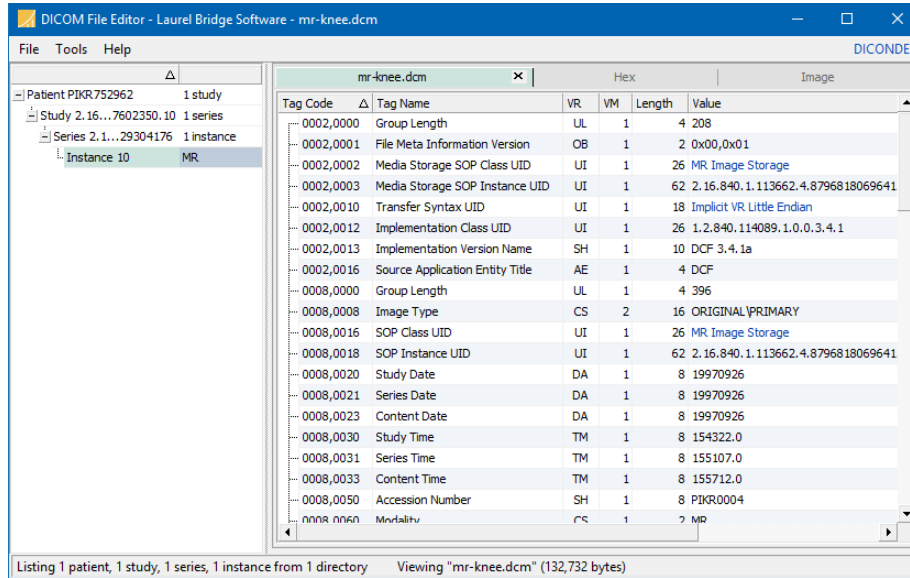 DICOM File Editor - Laurel Bridge Software - mr-knee.dcm
File Tools Help DICONDE
Patient PIKR752962 1 study
Study 2.16...7602350.10 1 series
Series 2.1...29304176 1 instance
Instance 10 MR
mr-knee.dcm Hex Image
Tag Code Tag Name VR VM Length Value
0002,0000 Group Length UL 1 4 208
0002,0001 File Meta Information Version OB 1 2 0x00,0x01
0002,0002 Media Storage SOP Class UID UI 1 26 MR Image Storage
0002,0003 Media Storage SOP Instance UID UI 1 62 2.16.840.1.113662.4.8796818069641
0002,0010 Transfer Syntax UID UI 1 18 Implicit VR Little Endian
0002,0012 Implementation Class UID UI 1 26 1.2.840.114089.1.0.0.3.4.1
0002,0013 Implementation Version Name SH 1 10 DCF 3.4.1a
0002,0016 Source Application Entity Title AE 1 4 DCF
0008,0000 Group Length UL 1 4 396
0008,0008 Image Type CS 2 16 ORIGINAL\PRIMARY
0008,0016 SOP Class UID UI 1 26 MR Image Storage
0008,0018 SOP Instance UID UI 1 62 2.16.840.1.113662.4.8796818069641
0008,0020 Study Date DA 1 8 19970926
0008,0021 Series Date DA 1 8 19970926
0008,0023 Content Date DA 1 8 19970926
0008,0030 Study Time TM 1 8 154322.0
0008,0031 Series Time TM 1 8 155107.0
0008,0033 Content Time TM 1 8 155712.0
0008,0050 Accession Number SH 1 8 PIKR0004
0008,0060 Modality CS 1 2 MR
Listing 1 patient, 1 study, 1 series, 1 instance from 1 directory Viewing "mr-knee.dcm" (132,732 bytes)